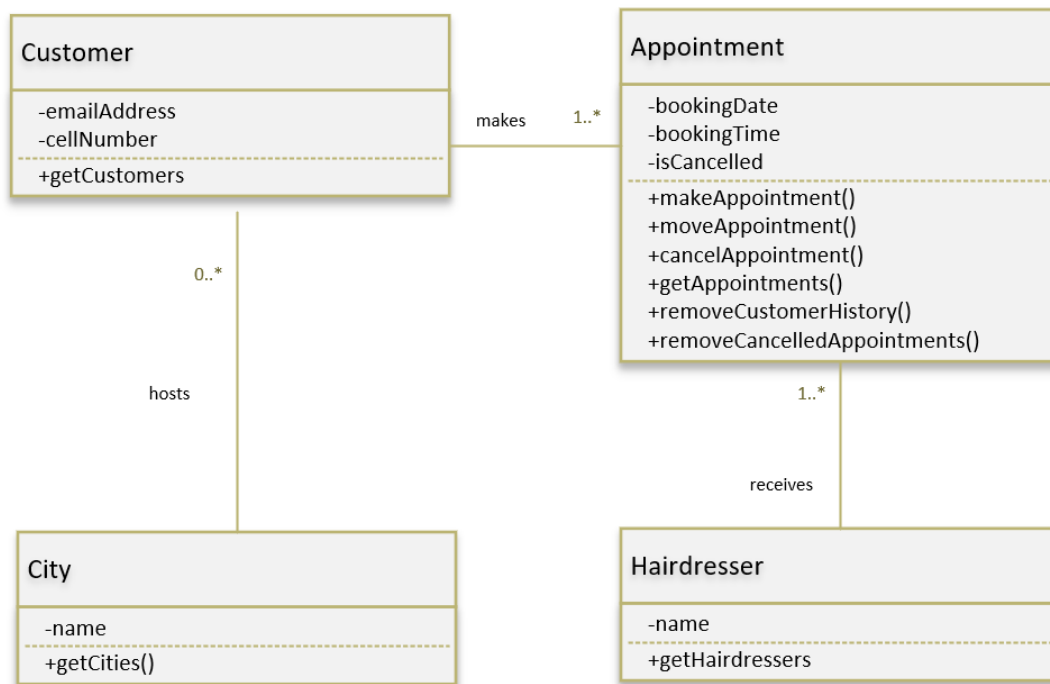 Customer
-emailAddress
-cellNumber
+getCustomers
makes
1..*
Appointment
-bookingDate
-bookingTime
-isCancelled
+makeAppointment()
+moveAppointment()
+cancelAppointment()
+getAppointments()
+removeCustomerHistory()
+removeCancelledAppointments()
0..*
hosts
1..*
receives
City
-name
+getCities()
Hairdresser
-name
+getHairdressers